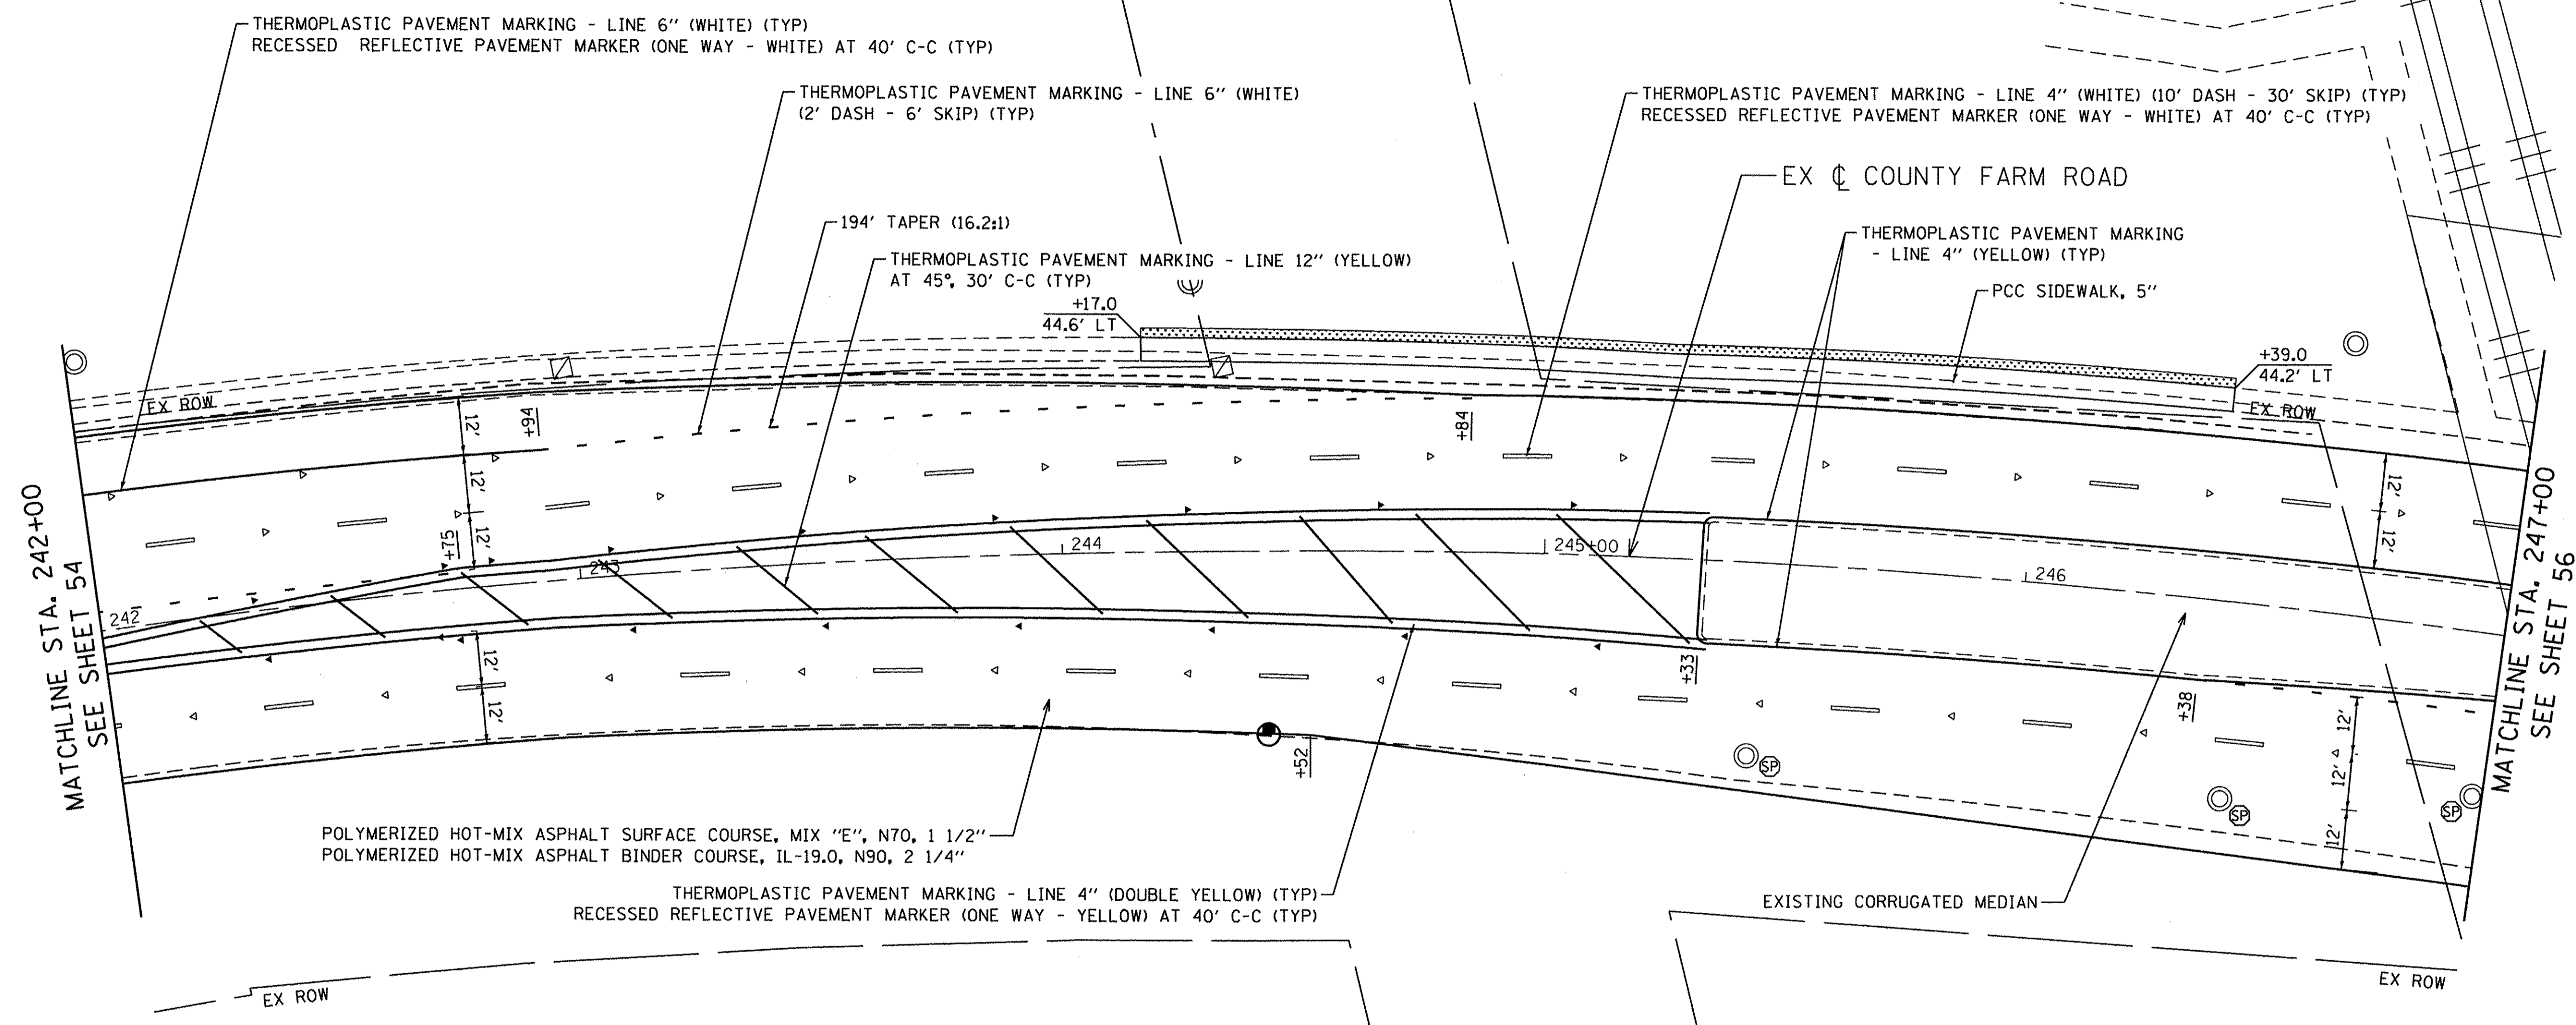 THERMOPLASTIC PAVEMENT MARKING - LINE 6" (WHITE) (TYP)
RECESSED REFLECTIVE PAVEMENT MARKER (ONE WAY - WHITE) AT 40' C-C (TYP)
THERMOPLASTIC PAVEMENT MARKING - LINE 6" (WHITE)
(2' DASH - 6' SKIP) (TYP)
THERMOPLASTIC PAVEMENT MARKING - LINE 4" (WHITE) (10' DASH - 30' SKIP) (TYP)
RECESSED REFLECTIVE PAVEMENT MARKER (ONE WAY - WHITE) AT 40' C-C (TYP)
EX ℄ COUNTY FARM ROAD
194' TAPER (16.2:1)
THERMOPLASTIC PAVEMENT MARKING - LINE 12" (YELLOW)
AT 45°, 30' C-C (TYP)
THERMOPLASTIC PAVEMENT MARKING
- LINE 4" (YELLOW) (TYP)
PCC SIDEWALK, 5"
+17.0
44.6' LT
+39.0
44.2' LT
EX ROW
EX ROW
12'
+94
+84
12'
12'
+75
12'
12'
MATCHLINE STA. 242+00
SEE SHEET 54
242
243
244
245+00
246
MATCHLINE STA. 247+00
SEE SHEET 56
12'
12'
+33
+38
+52
SP
SP
SP
12'
12'
12'
POLYMERIZED HOT-MIX ASPHALT SURFACE COURSE, MIX "E", N70, 1 1/2"
POLYMERIZED HOT-MIX ASPHALT BINDER COURSE, IL-19.0, N90, 2 1/4"
THERMOPLASTIC PAVEMENT MARKING - LINE 4" (DOUBLE YELLOW) (TYP)
RECESSED REFLECTIVE PAVEMENT MARKER (ONE WAY - YELLOW) AT 40' C-C (TYP)
EXISTING CORRUGATED MEDIAN
EX ROW
EX ROW